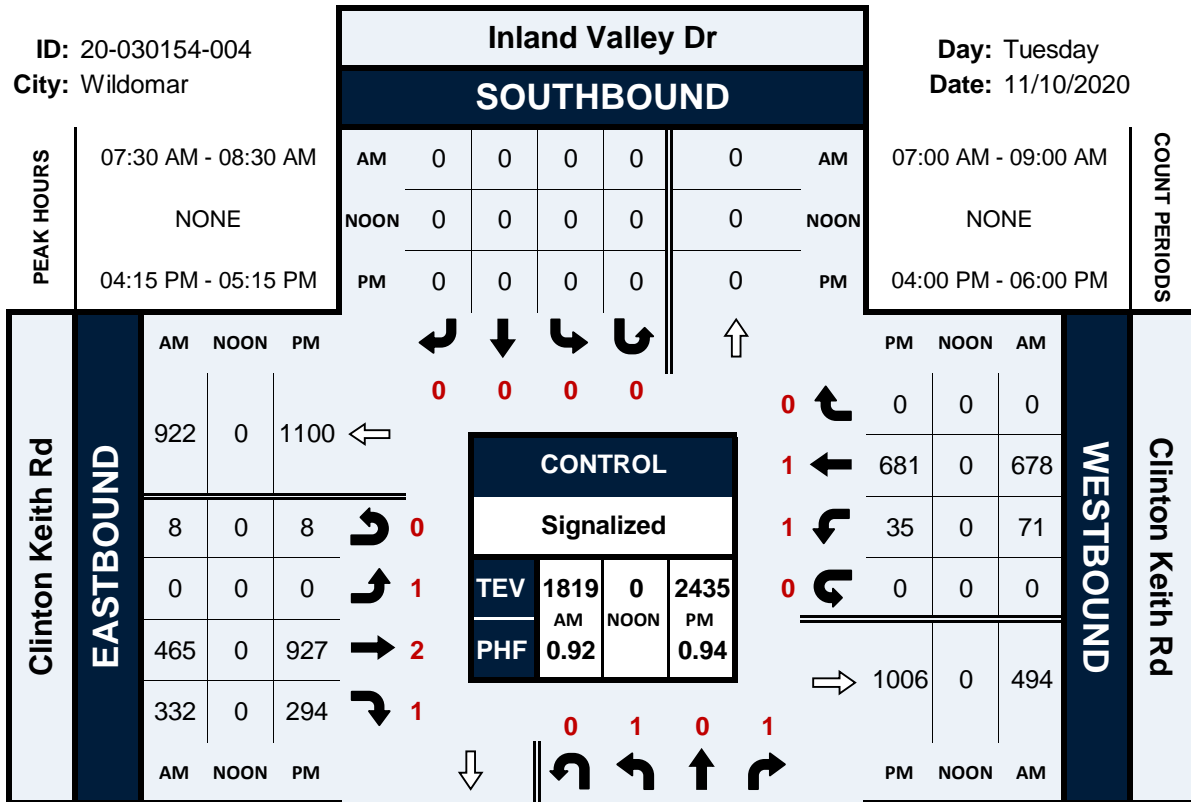 ID: 20-030154-004
City: Wildomar
Inland Valley Dr
SOUTHBOUND
Day: Tuesday
Date: 11/10/2020
PEAK HOURS
07:30 AM - 08:30 AM
NONE
04:15 PM - 05:15 PM
AM 0 0 0 0 0 AM
NOON 0 0 0 0 0 NOON
PM 0 0 0 0 0 PM
07:00 AM - 09:00 AM
NONE
04:00 PM - 06:00 PM
COUNT PERIODS
0 0 0 0
Clinton Keith Rd
EASTBOUND
AM NOON PM
922 0 1100
8 0 8 0
0 0 0 1
465 0 927 2
332 0 294 1
AM NOON PM
CONTROL
Signalized
TEV 1819 0 2435
AM NOON PM
PHF 0.92 0.94
PM NOON AM
0 0 0 0
1 681 0 678
1 35 0 71
0 0 0 0
1006 0 494
PM NOON AM
WESTBOUND
Clinton Keith Rd
0 1 0 1